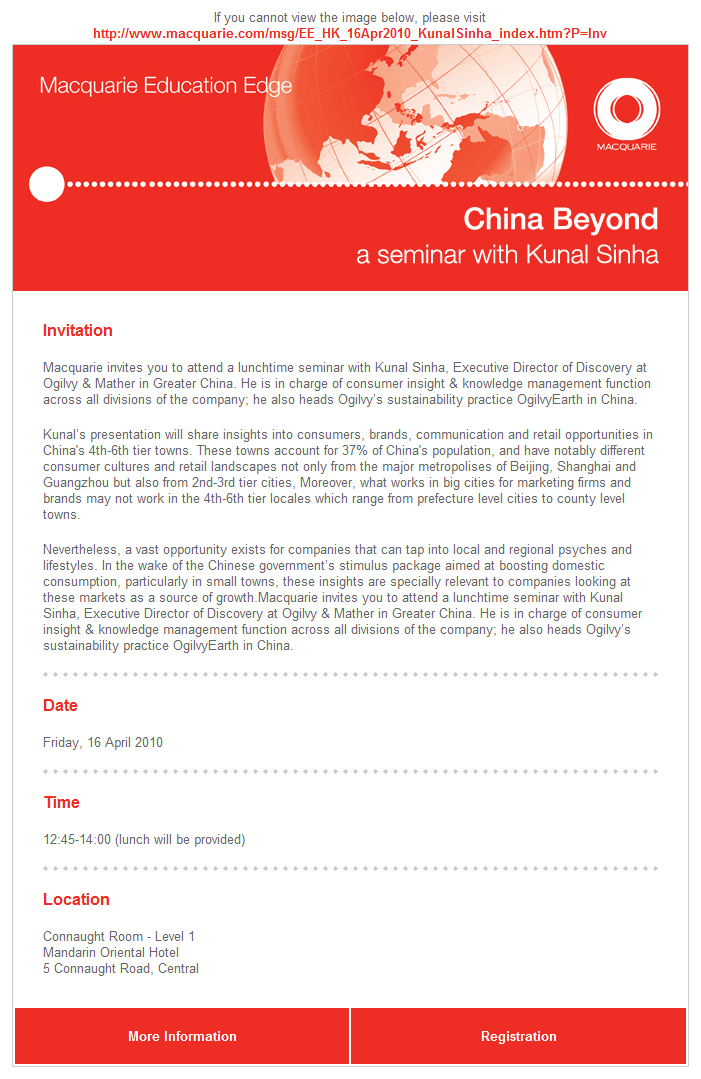 If you cannot view the image below, please visit
http://www.macquarie.com/msg/EE_HK_16Apr2010_KunalSinha_index.htm?P=Inv
Macquarie Education Edge
MACQUARIE
China Beyond
a seminar with Kunal Sinha
Invitation
Macquarie invites you to attend a lunchtime seminar with Kunal Sinha, Executive Director of Discovery at
Ogilvy & Mather in Greater China. He is in charge of consumer insight & knowledge management function
across all divisions of the company; he also heads Ogilvy's sustainability practice OgilvyEarth in China.
Kunal's presentation will share insights into consumers, brands, communication and retail opportunities in
China's 4th-6th tier towns. These towns account for 37% of China's population, and have notably different
consumer cultures and retail landscapes not only from the major metropolises of Beijing, Shanghai and
Guangzhou but also from 2nd-3rd tier cities, Moreover, what works in big cities for marketing firms and
brands may not work in the 4th-6th tier locales which range from prefecture level cities to county level
towns.
Nevertheless, a vast opportunity exists for companies that can tap into local and regional psyches and
lifestyles. In the wake of the Chinese government's stimulus package aimed at boosting domestic
consumption, particularly in small towns, these insights are specially relevant to companies looking at
these markets as a source of growth.Macquarie invites you to attend a lunchtime seminar with Kunal
Sinha, Executive Director of Discovery at Ogilvy & Mather in Greater China. He is in charge of consumer
insight & knowledge management function across all divisions of the company; he also heads Ogilvy's
sustainability practice OgilvyEarth in China.
Date
Friday, 16 April 2010
Time
12:45-14:00 (lunch will be provided)
Location
Connaught Room - Level 1
Mandarin Oriental Hotel
5 Connaught Road, Central
More Information
Registration